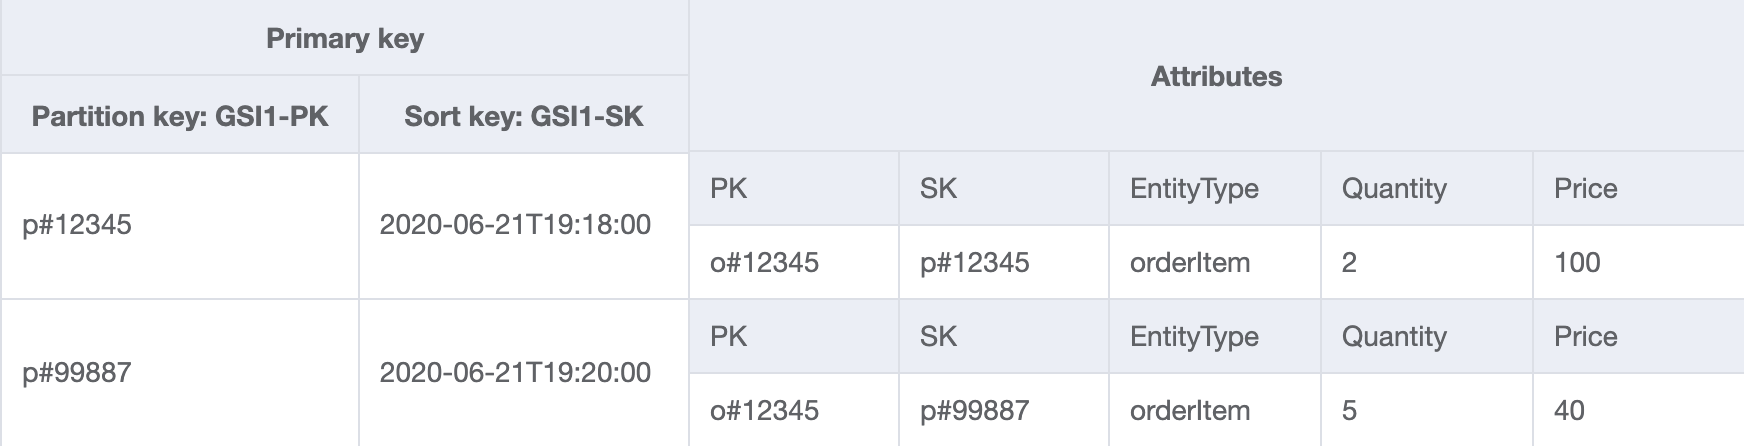 Primary key
Attributes
Partition key: GSI1-PK
Sort key: GSI1-SK
PK SK EntityType Quantity Price
p#12345 2020-06-21T19:18:00
o#12345 p#12345 orderItem 2 100
PK SK EntityType Quantity Price
p#99887 2020-06-21T19:20:00
o#12345 p#99887 orderItem 5 40